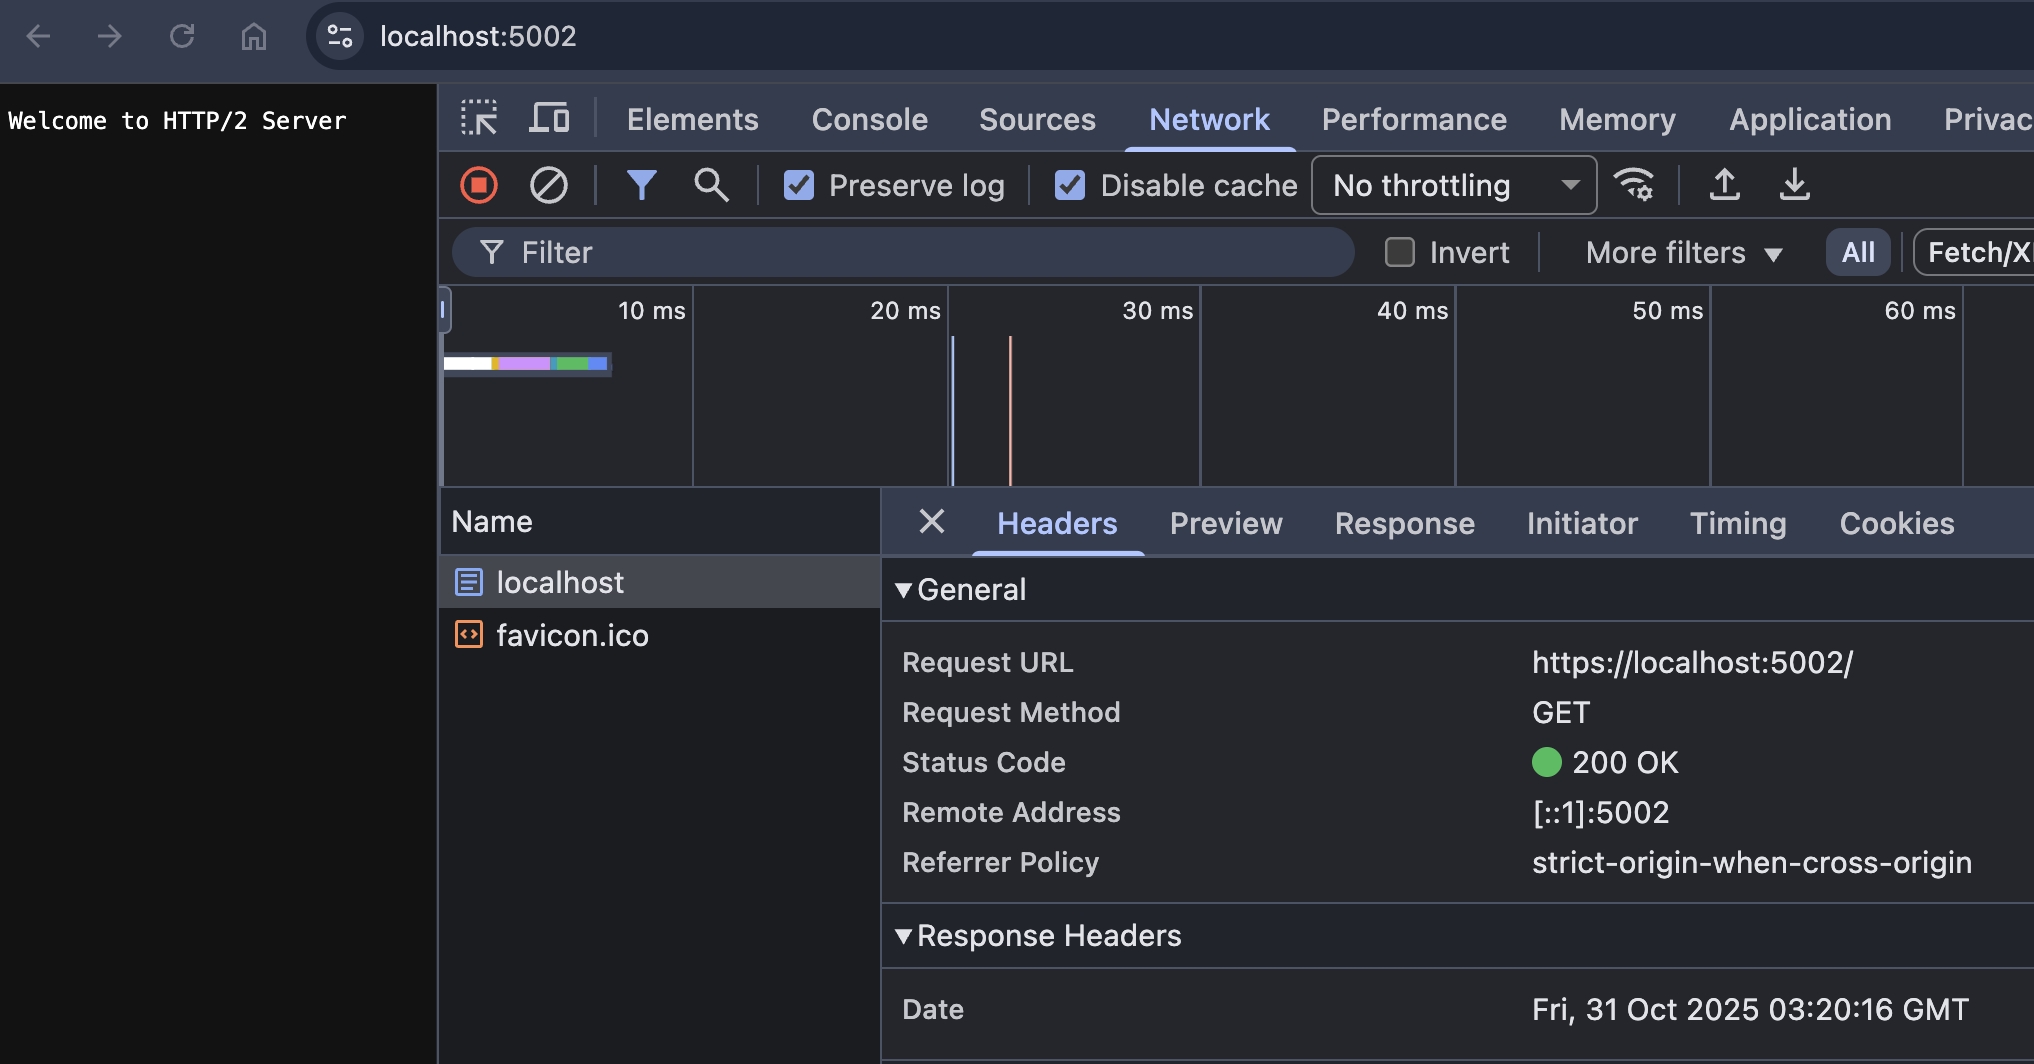 localhost:5002
Welcome to HTTP/2 Server
Elements Console Sources Network Performance Memory Application Privac
Preserve log Disable cache No throttling
Filter Invert More filters All Fetch/X
10 ms 20 ms 30 ms 40 ms 50 ms 60 ms
Name
localhost
favicon.ico
Headers Preview Response Initiator Timing Cookies
General
Request URL https://localhost:5002/
Request Method GET
Status Code 200 OK
Remote Address [::1]:5002
Referrer Policy strict-origin-when-cross-origin
Response Headers
Date Fri, 31 Oct 2025 03:20:16 GMT